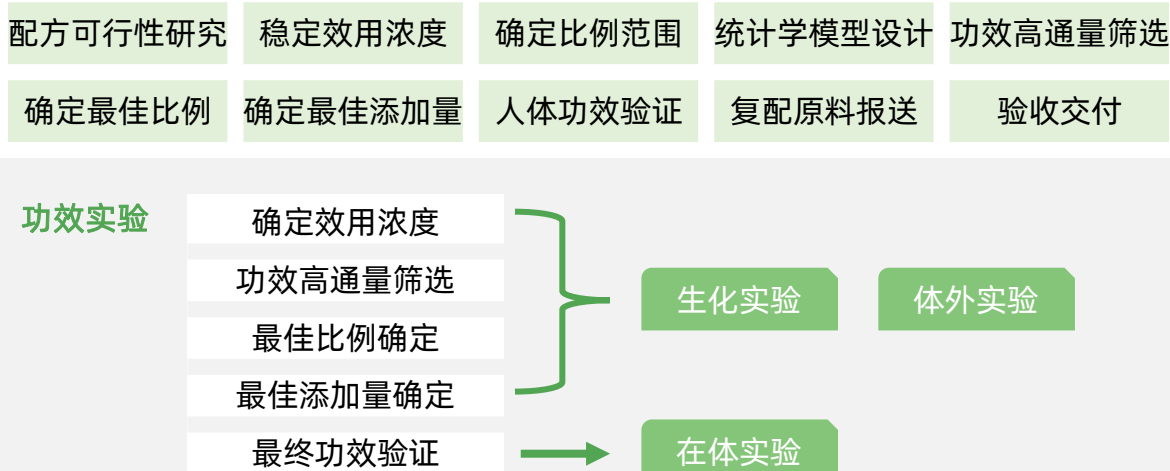 配方可行性研究 稳定效用浓度 确定比例范围 统计学模型设计 功效高通量筛选
确定最佳比例 确定最佳添加量 人体功效验证 复配原料报送 验收交付
功效实验
确定效用浓度
功效高通量筛选
最佳比例确定
最佳添加量确定
最终功效验证
生化实验 体外实验
在体实验